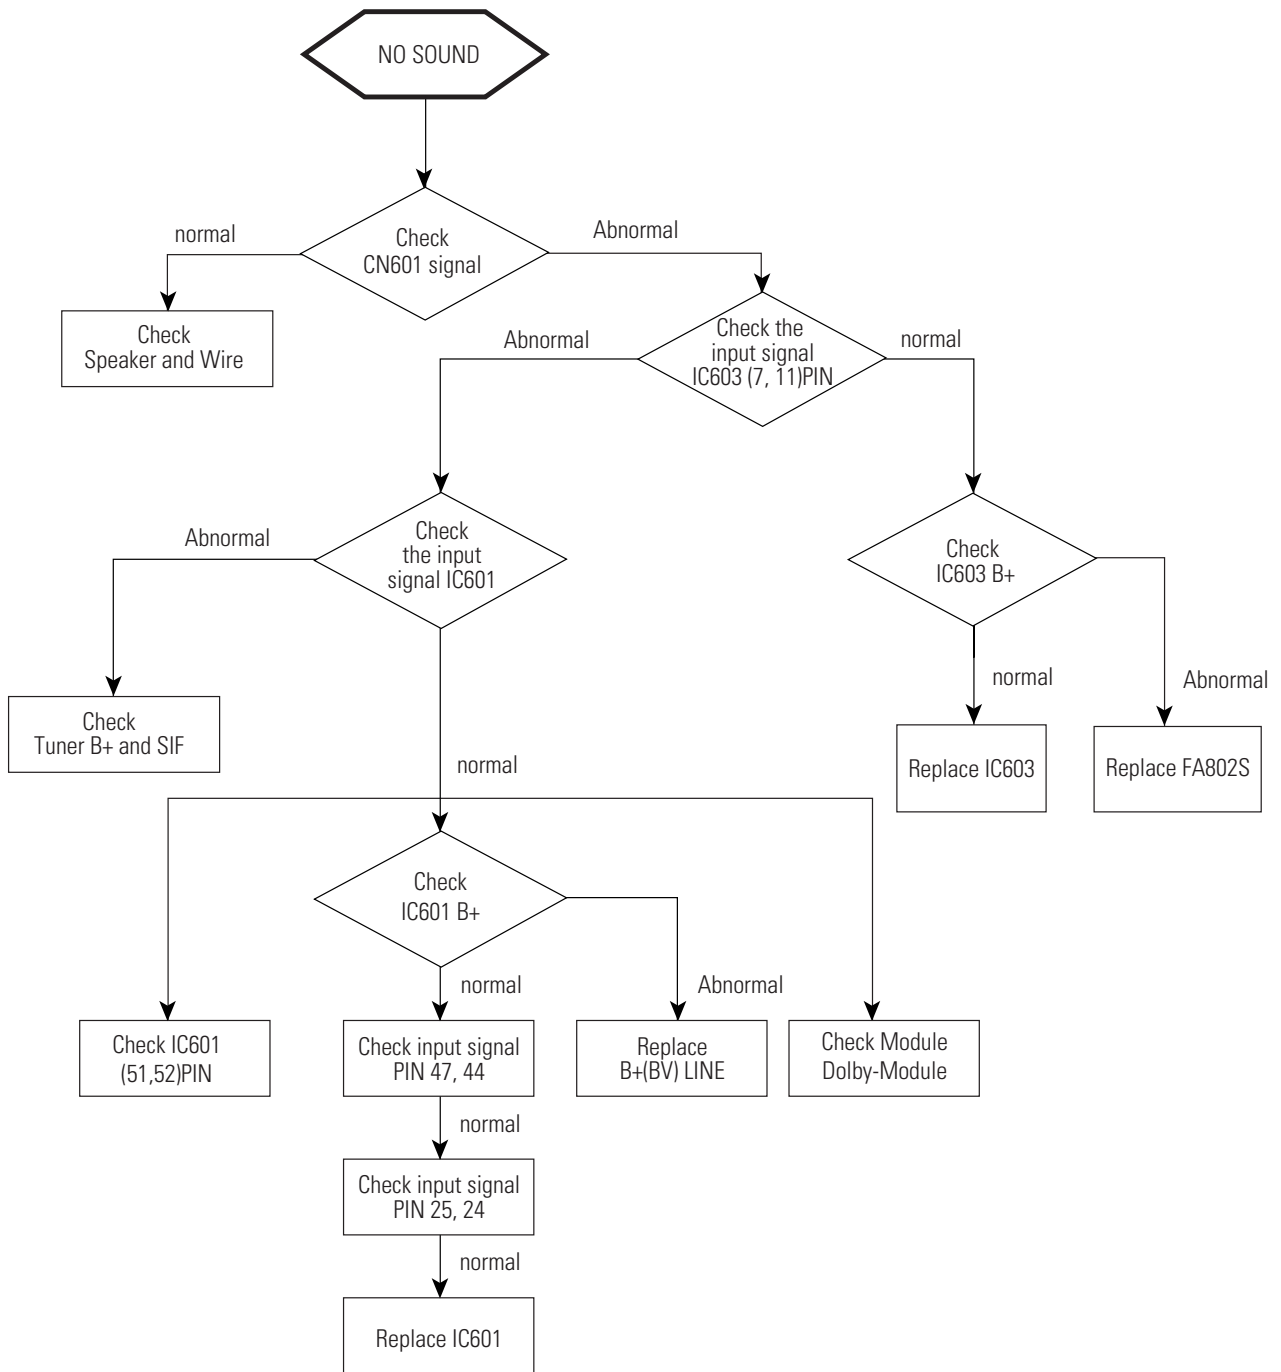 NO SOUND
normal
Check
CN601 signal
Abnormal
Check
Speaker and Wire
Abnormal
Check the
input signal
IC603 (7, 11)PIN
normal
Abnormal
Check
the input
signal IC601
Check
IC603 B+
normal
Abnormal
Check
Tuner B+ and SIF
normal
Replace IC603
Replace FA802S
Check
IC601 B+
normal
Abnormal
Check IC601
(51,52)PIN
Check input signal
PIN 47, 44
Replace
B+(BV) LINE
Check Module
Dolby-Module
normal
Check input signal
PIN 25, 24
normal
Replace IC601